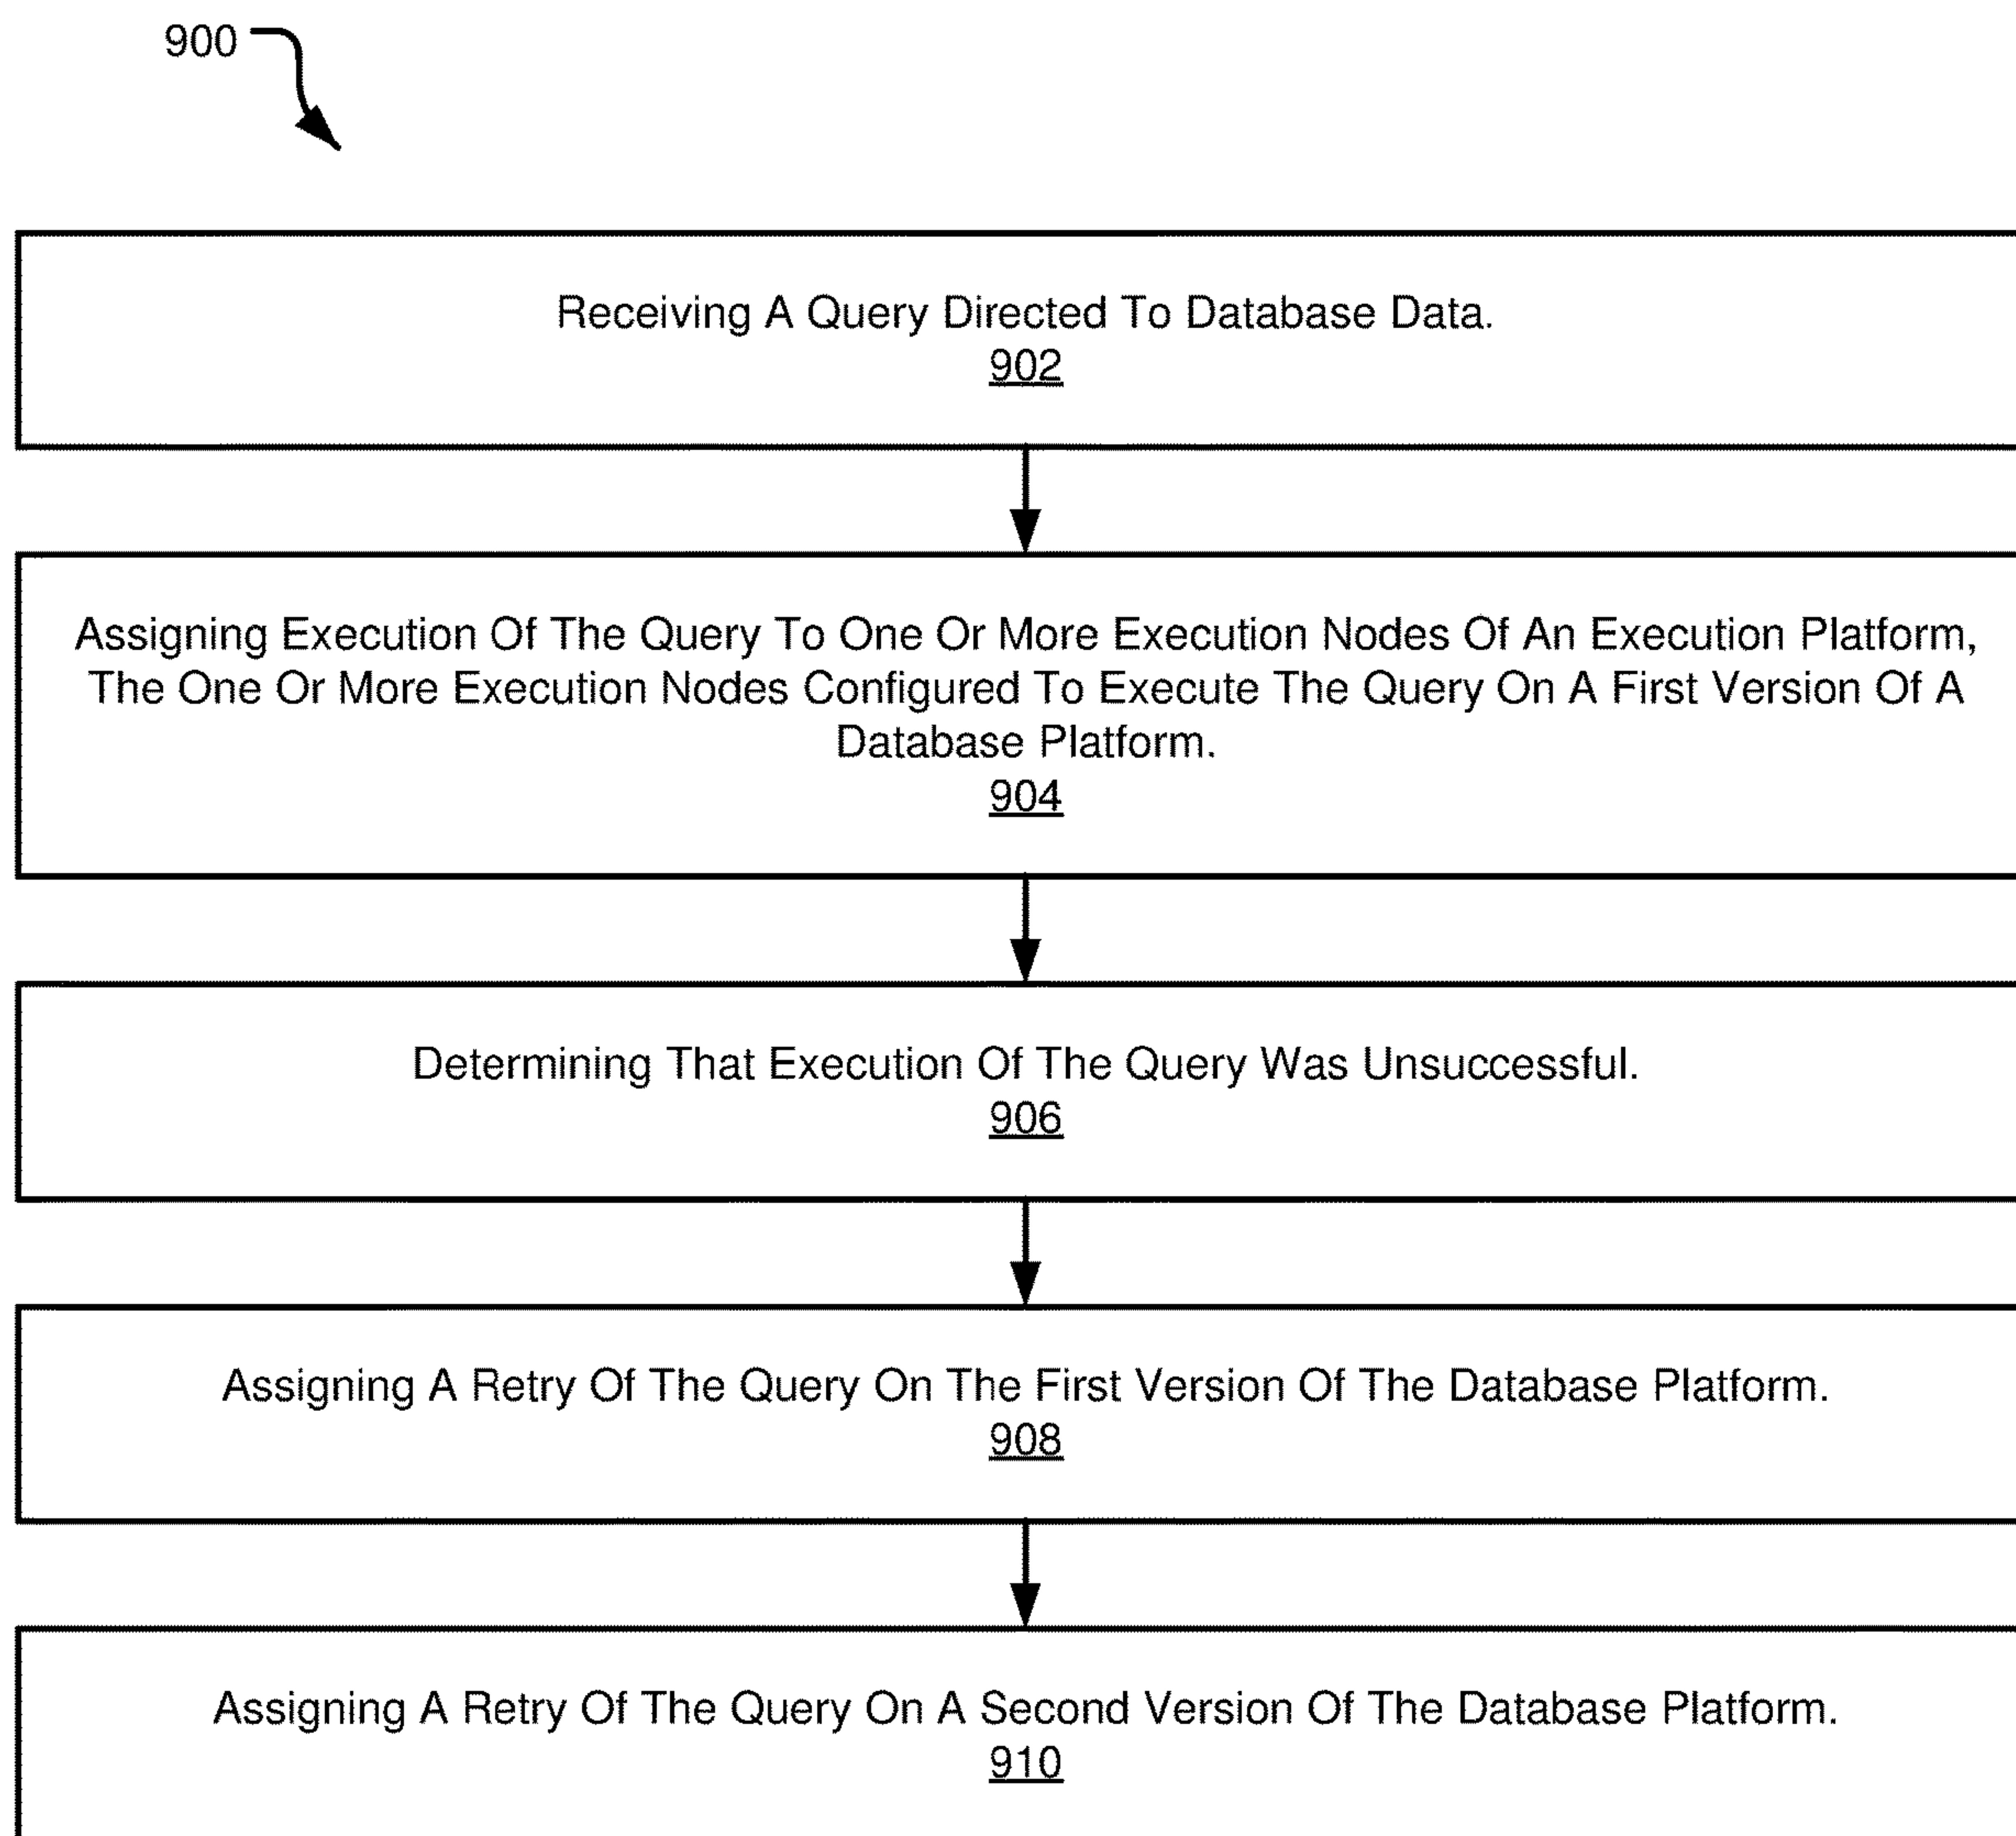 900
Receiving A Query Directed To Database Data.
902
Assigning Execution Of The Query To One Or More Execution Nodes Of An Execution Platform,
The One Or More Execution Nodes Configured To Execute The Query On A First Version Of A
Database Platform.
904
Determining That Execution Of The Query Was Unsuccessful.
906
Assigning A Retry Of The Query On The First Version Of The Database Platform.
908
Assigning A Retry Of The Query On A Second Version Of The Database Platform.
910